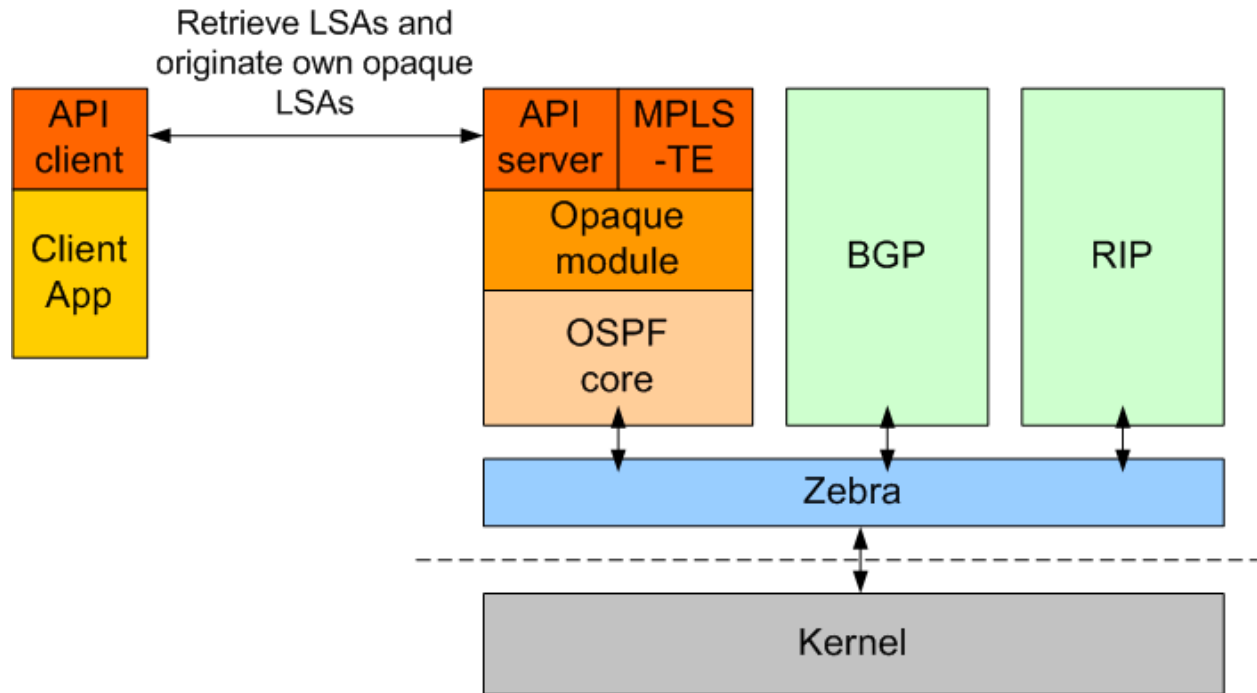 Retrieve LSAs and
originate own opaque
LSAs
API
client
Client
App
API
server
MPLS
-TE
Opaque
module
OSPF
core
BGP
RIP
Zebra
Kernel